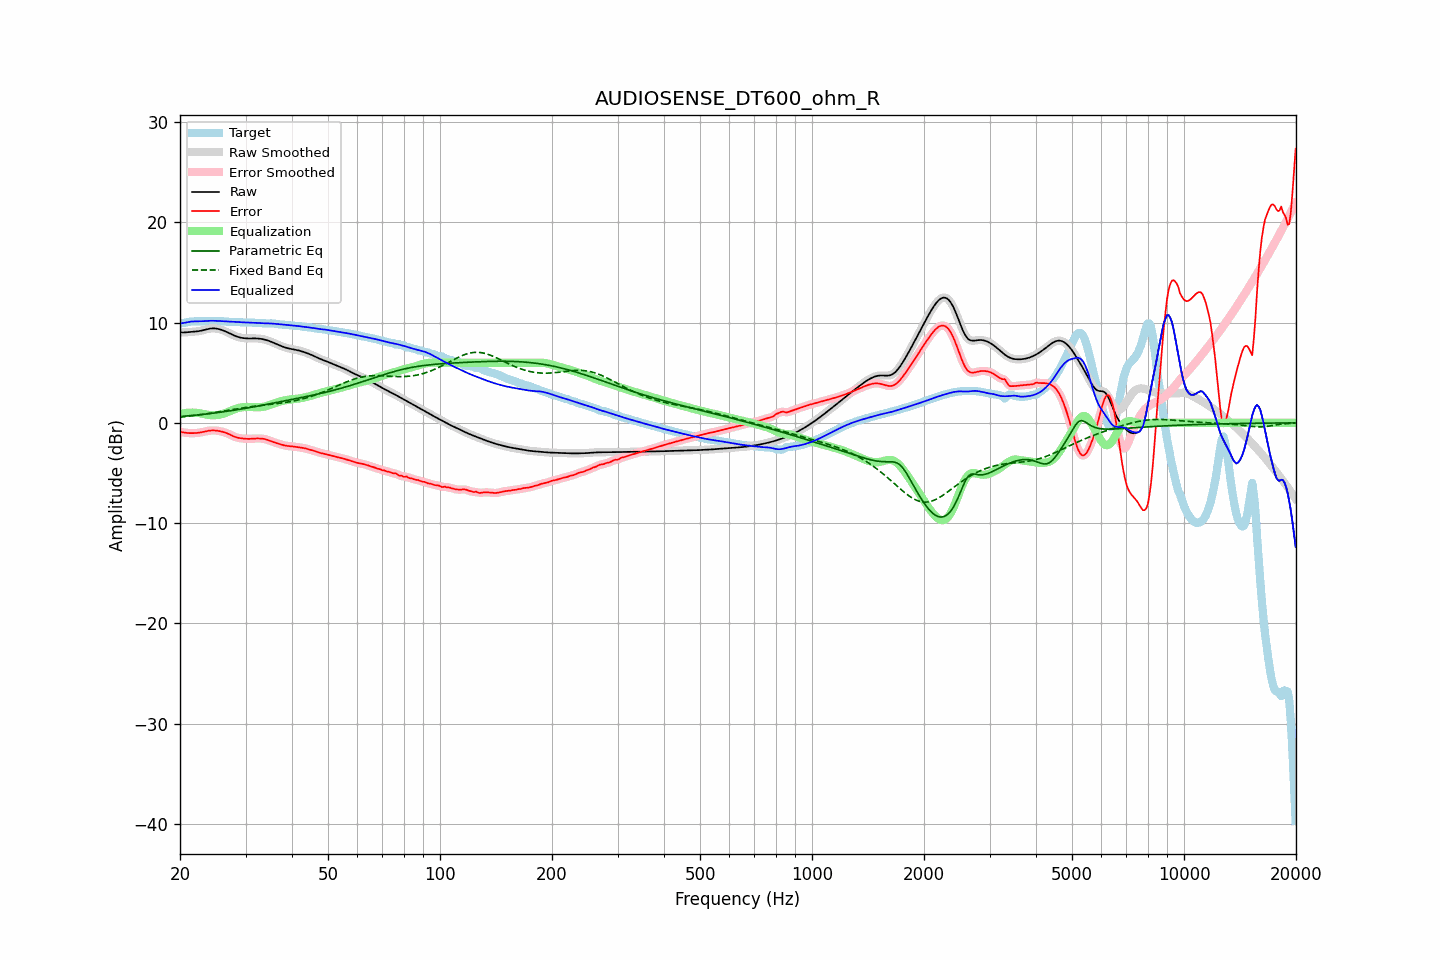 AUDIOSENSE_DT600_ohm_R
Target
Raw Smoothed
Error Smoothed
Raw
Error
Equalization
Parametric Eq
Fixed Band Eq
Equalized
30
20
10
0
−10
−20
−30
−40
Amplitude (dBr)
20 50 100 200 500 1000 2000 5000 10000 20000
Frequency (Hz)